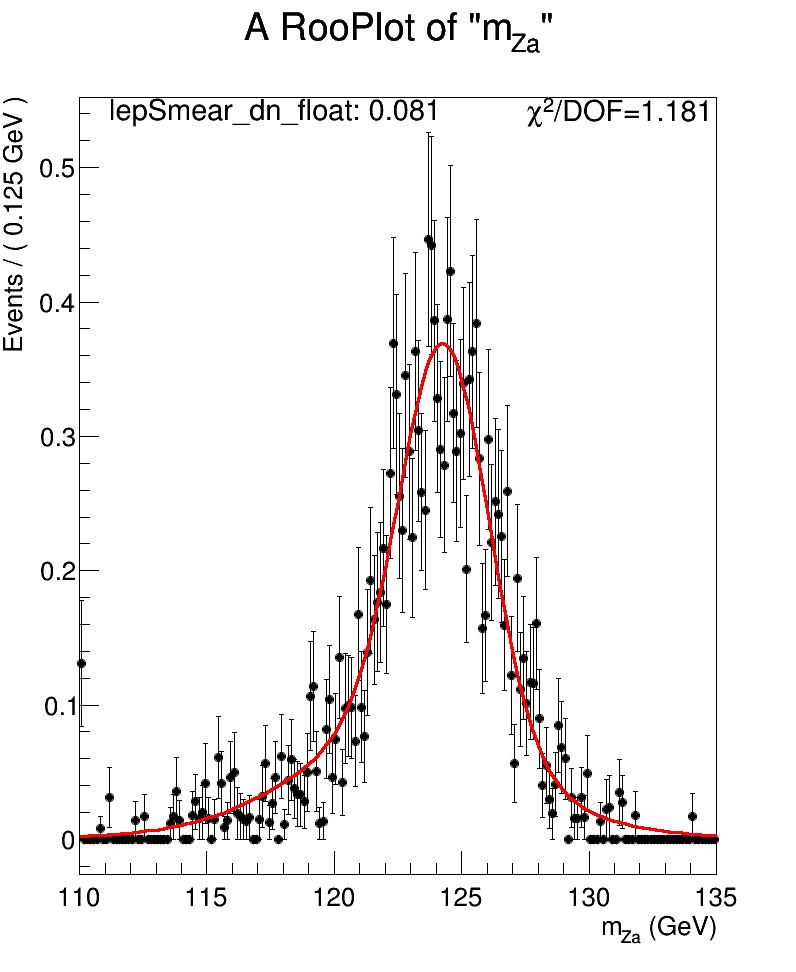 A RooPlot of "mZa"
lepSmear_dn_float: 0.081 χ²/DOF=1.181
Events / ( 0.125 GeV )
0.5
0.4
0.3
0.2
0.1
0
110 115 120 125 130 135
mZa (GeV)